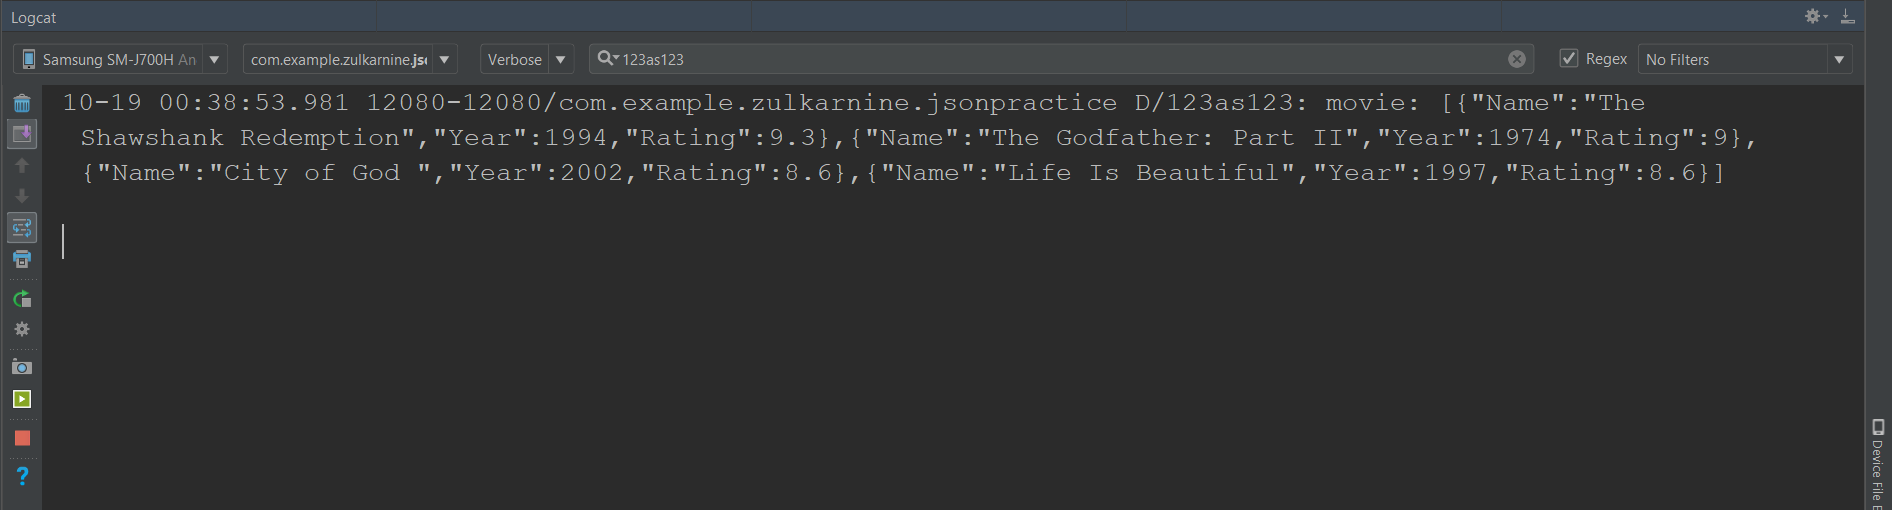 Logcat
Samsung SM-J700H An
com.example.zulkarnine.jso
Verbose
123as123
Regex
No Filters
10-19 00:38:53.981 12080-12080/com.example.zulkarnine.jsonpractice D/123as123: movie: [{"Name":"The
Shawshank Redemption","Year":1994,"Rating":9.3},{"Name":"The Godfather: Part II","Year":1974,"Rating":9},
{"Name":"City of God ","Year":2002,"Rating":8.6},{"Name":"Life Is Beautiful","Year":1997,"Rating":8.6}]
?
Device File E